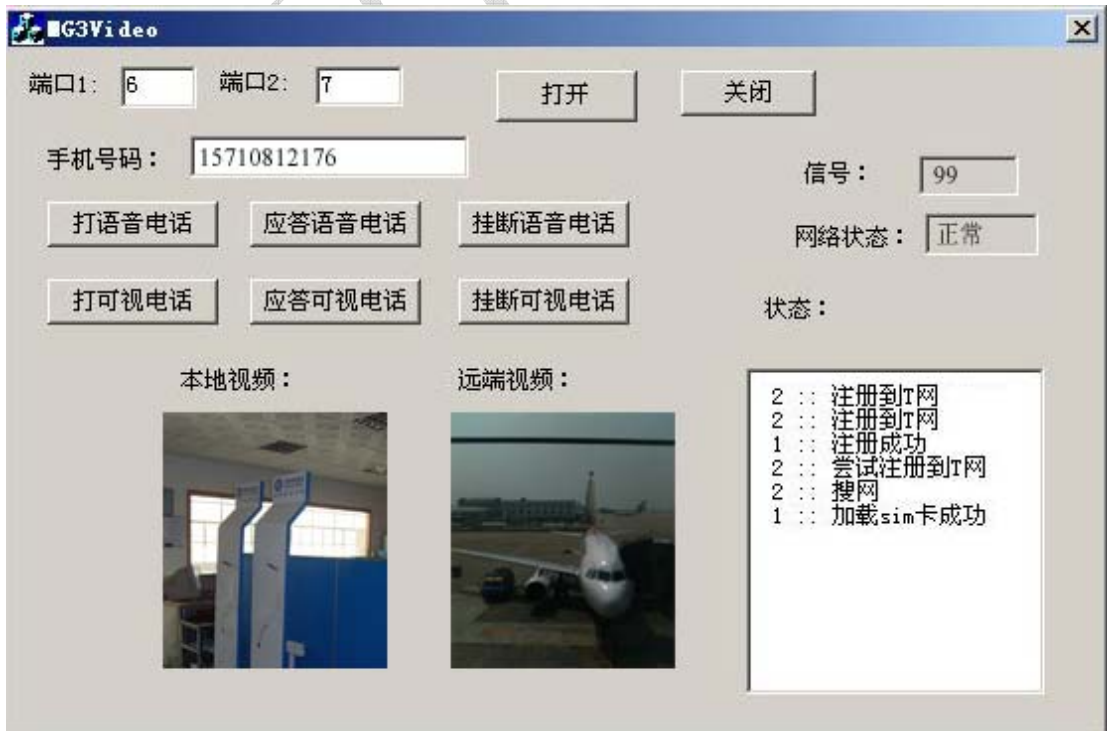 MG3Video
端口1: 6 端口2: 7 打开 关闭
手机号码： 15710812176
信号： 99
打语音电话 应答语音电话 挂断语音电话
网络状态： 正常
打可视电话 应答可视电话 挂断可视电话
状态：
本地视频： 远端视频：
2 :: 注册到T网
2 :: 注册到T网
1 :: 注册成功
2 :: 尝试注册到T网
2 :: 搜网
1 :: 加载sim卡成功